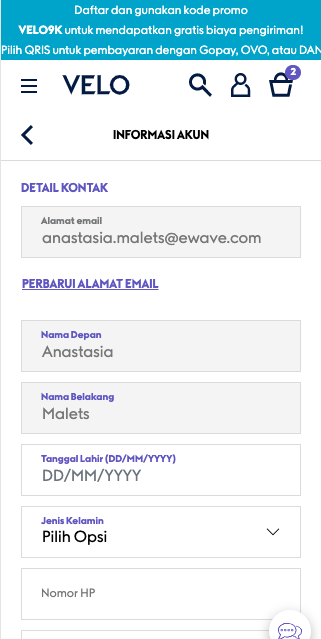 Daftar dan gunakan kode promo
VELO9K untuk mendapatkan gratis biaya pengiriman!
Pilih QRIS untuk pembayaran dengan Gopay, OVO, atau DAN
VELO
2
INFORMASI AKUN
DETAIL KONTAK
Alamat email
anastasia.malets@ewave.com
PERBARUI ALAMAT EMAIL
Nama Depan
Anastasia
Nama Belakang
Malets
Tanggal Lahir (DD/MM/YYYY)
DD/MM/YYYY
Jenis Kelamin
Pilih Opsi
Nomor HP